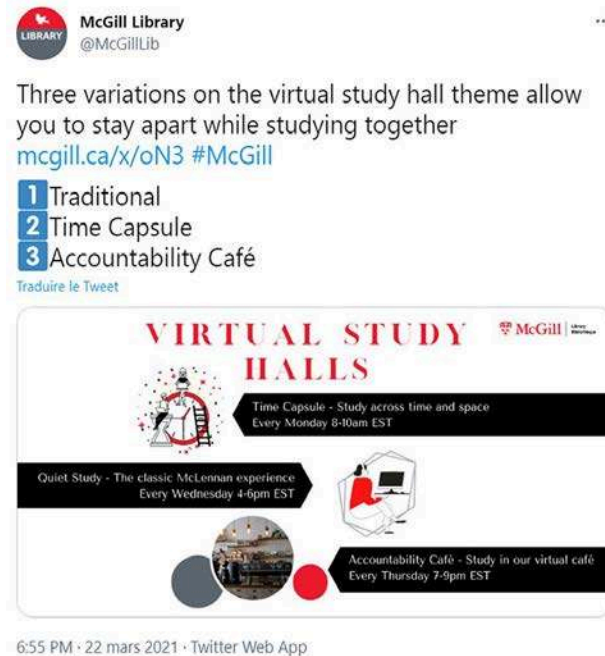 LIBRARY
McGill Library
@McGillLib
Three variations on the virtual study hall theme allow
you to stay apart while studying together
mcgill.ca/x/oN3 #McGill
1 Traditional
2 Time Capsule
3 Accountability Café
Traduire le Tweet
VIRTUAL STUDY
HALLS
McGill
Time Capsule - Study across time and space
Every Monday 8-10am EST
Quiet Study - The classic McLennan experience
Every Wednesday 4-6pm EST
Accountability Café - Study in our virtual café
Every Thursday 7-9pm EST
6:55 PM · 22 mars 2021 · Twitter Web App